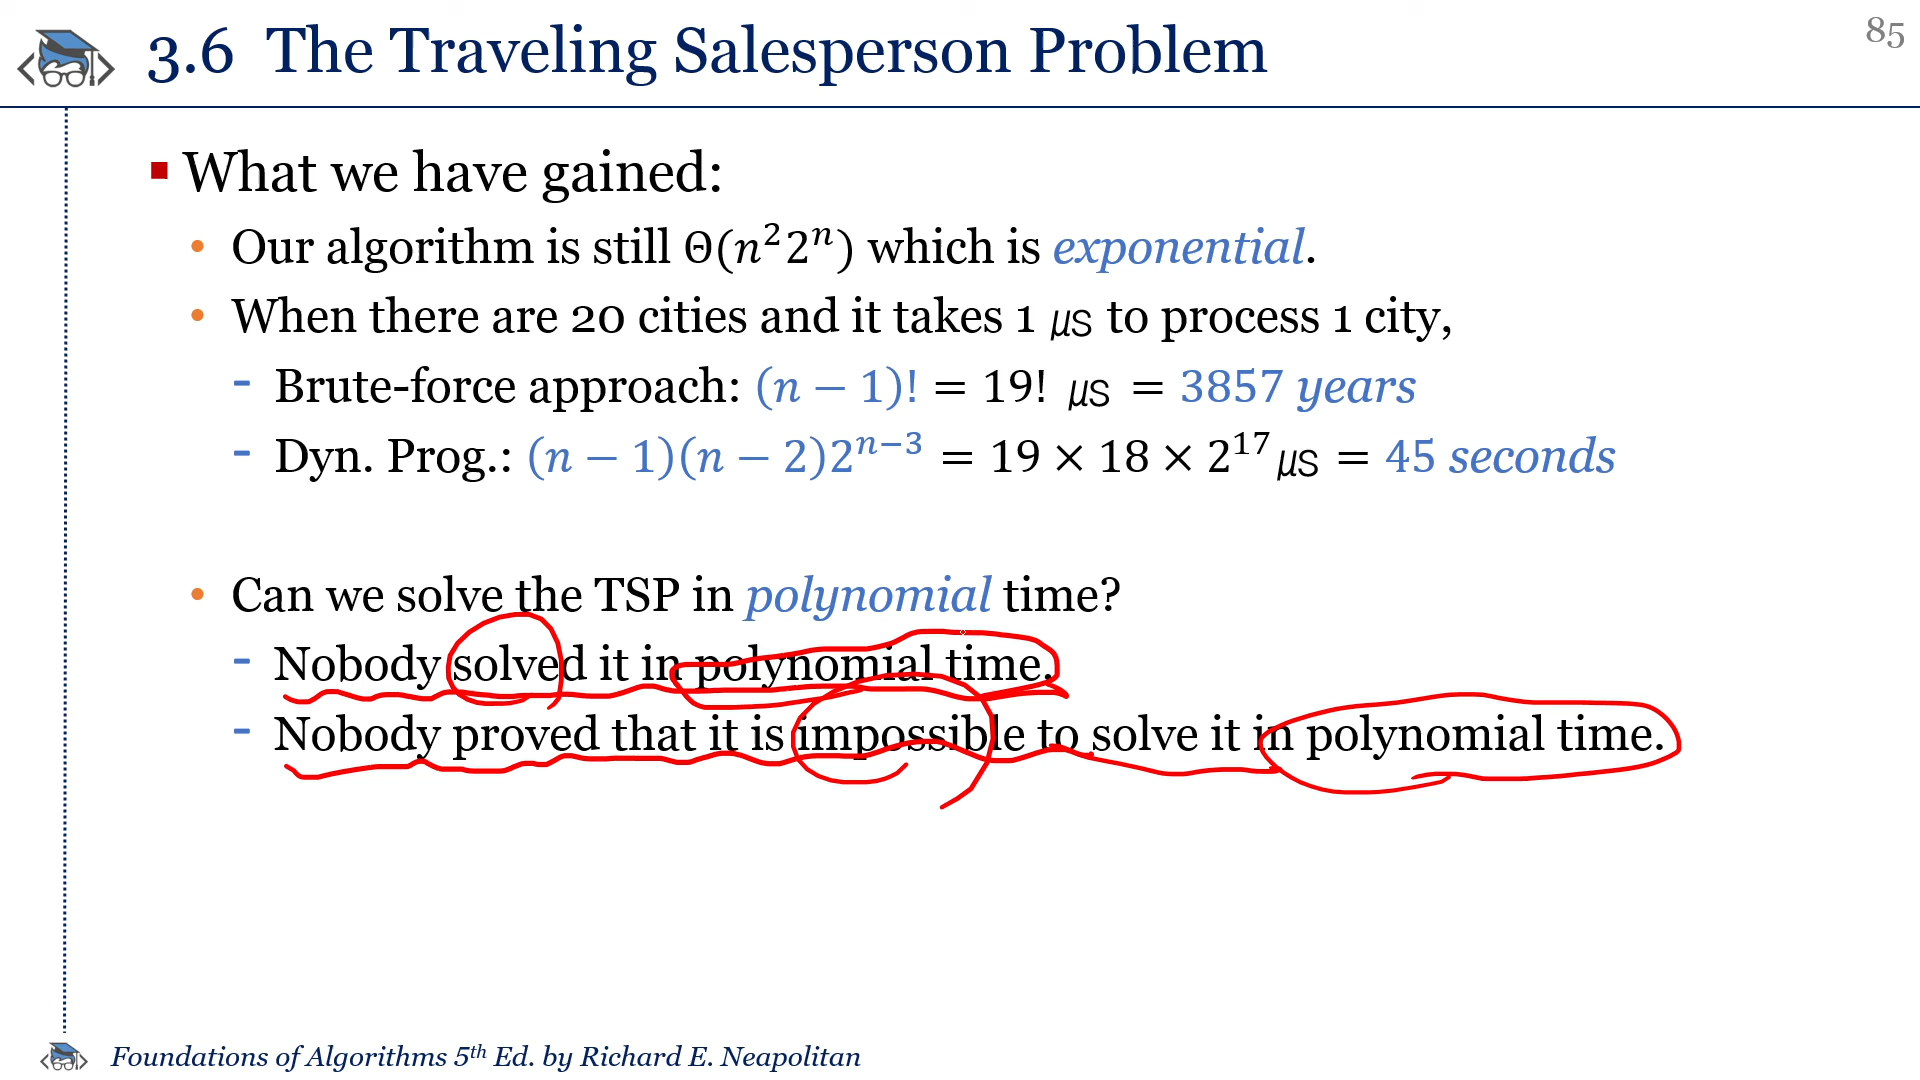 3.6 The Traveling Salesperson Problem
85
▪ What we have gained:
• Our algorithm is still Θ(n²2ⁿ) which is exponential.
• When there are 20 cities and it takes 1 ㎲ to process 1 city,
- Brute-force approach: (n − 1)! = 19! ㎲ = 3857 years
- Dyn. Prog.: (n − 1)(n − 2)2ⁿ⁻³ = 19 × 18 × 2¹⁷㎲ = 45 seconds
• Can we solve the TSP in polynomial time?
- Nobody solved it in polynomial time.
- Nobody proved that it is impossible to solve it in polynomial time.
Foundations of Algorithms 5ᵗʰ Ed. by Richard E. Neapolitan